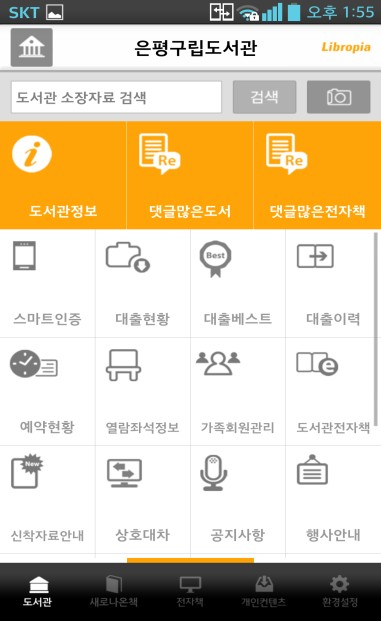 SKT 오후 1:55
은평구립도서관 Libropia
도서관 소장자료 검색 검색
i Re Re
도서관정보 댓글많은도서 댓글많은전자책
Best
스마트인증 대출현황 대출베스트 대출이력
e
예약현황 열람좌석정보 가족회원관리 도서관전자책
New
신착자료안내 상호대차 공지사항 행사안내
도서관 새로나온책 전자책 개인컨텐츠 환경설정